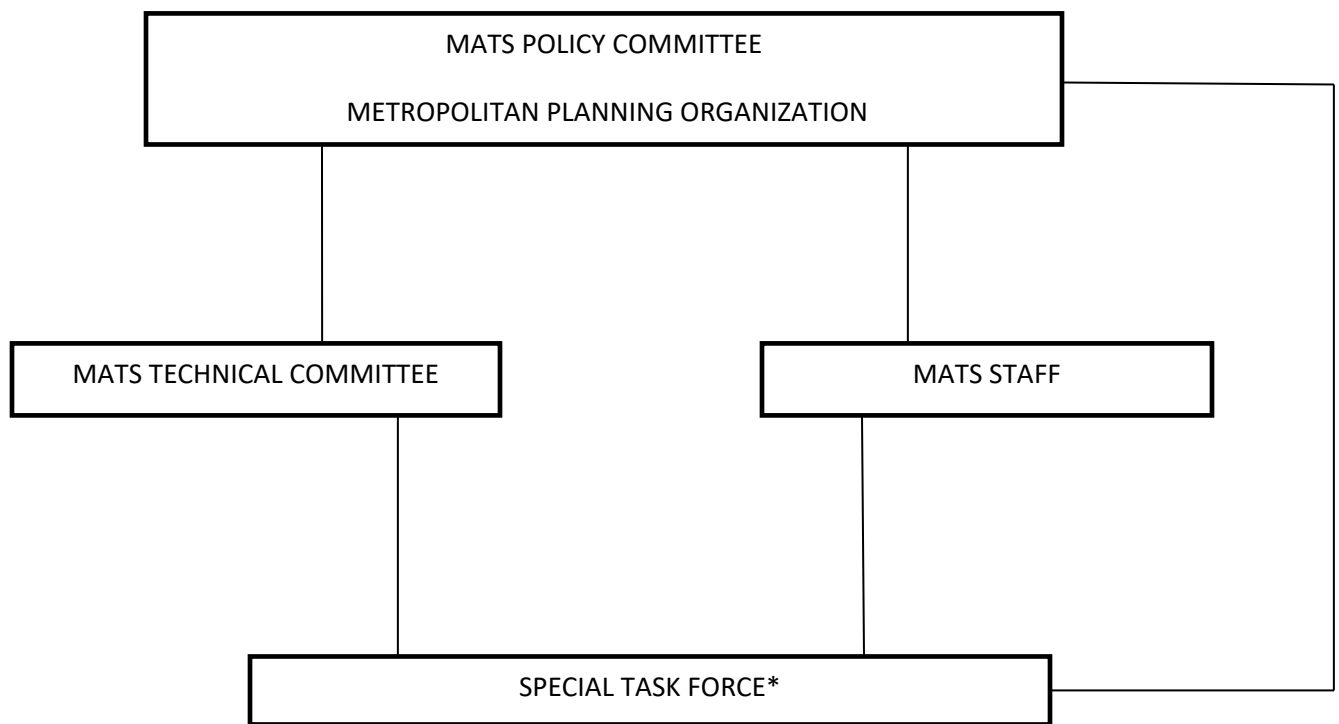 MATS POLICY COMMITTEE
METROPOLITAN PLANNING ORGANIZATION
MATS TECHNICAL COMMITTEE
MATS STAFF
SPECIAL TASK FORCE*